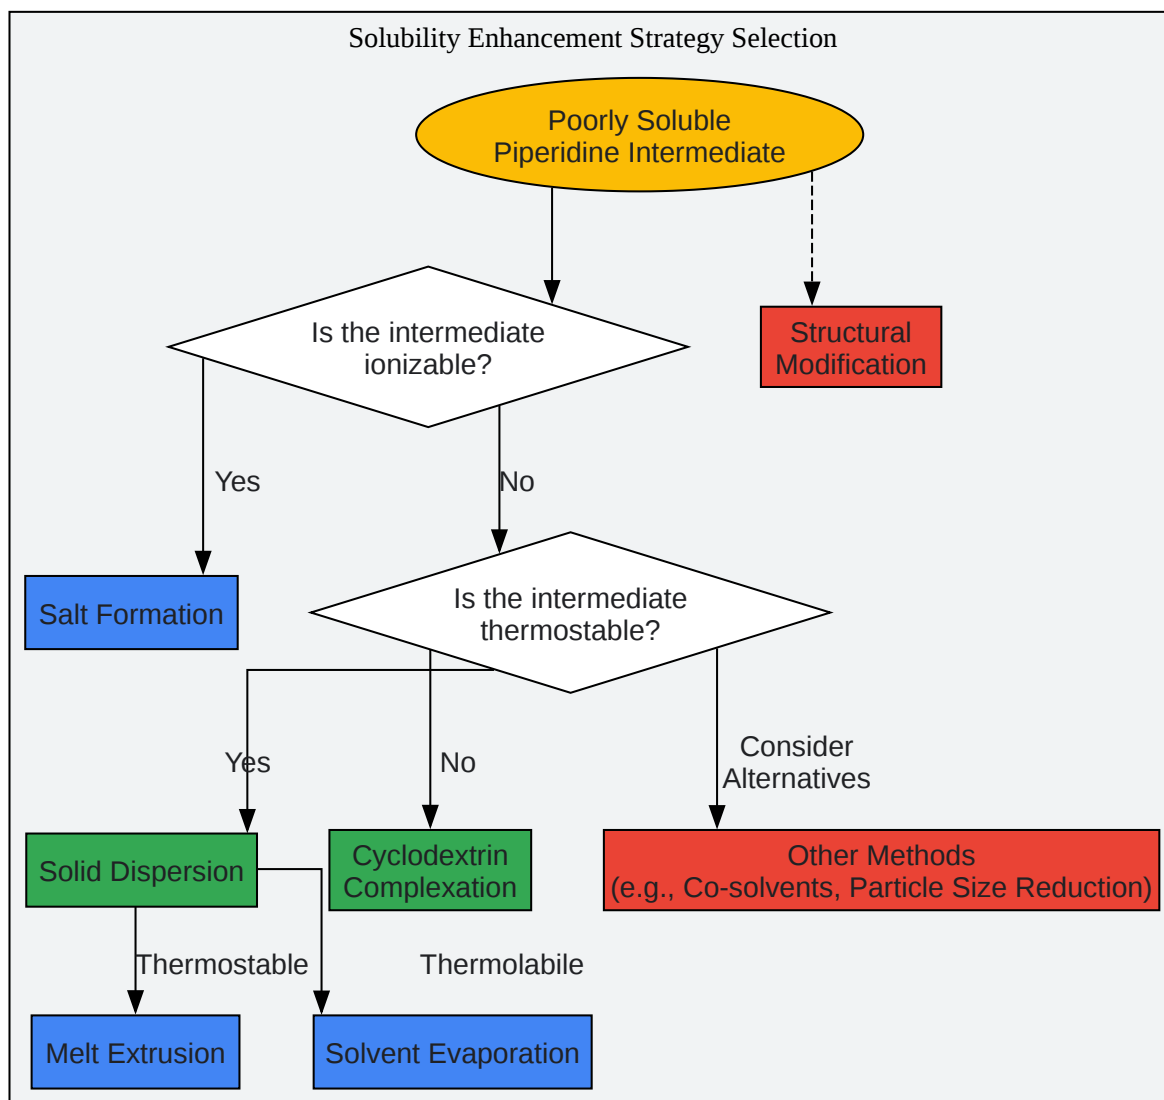 Solubility Enhancement Strategy Selection
Poorly Soluble
Piperidine Intermediate
Is the intermediate
ionizable?
Structural
Modification
Yes
No
Salt Formation
Is the intermediate
thermostable?
Yes
No
Consider
Alternatives
Solid Dispersion
Cyclodextrin
Complexation
Other Methods
(e.g., Co-solvents, Particle Size Reduction)
Thermostable
Thermolabile
Melt Extrusion
Solvent Evaporation